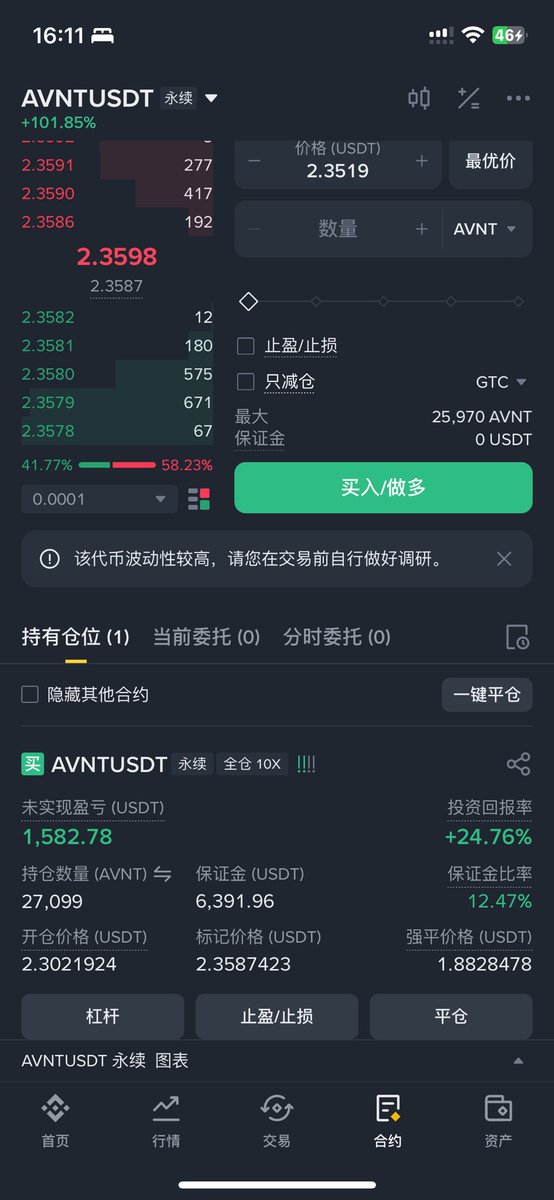 16:11
46
AVNTUSDT 永续
+101.85%
价格 (USDT)
2.3519
最优价
2.3591 277
2.3590 417
2.3586 192
数量
AVNT
2.3598
2.3587
2.3582 12
2.3581 180
2.3580 575
2.3579 671
2.3578 67
止盈/止损
只减仓 GTC
最大 25,970 AVNT
保证金 0 USDT
41.77% 58.23%
0.0001
买入/做多
该代币波动性较高，请您在交易前自行做好调研。
持有仓位 (1) 当前委托 (0) 分时委托 (0)
隐藏其他合约 一键平仓
买 AVNTUSDT 永续 全仓 10X
未实现盈亏 (USDT) 投资回报率
1,582.78 +24.76%
持仓数量 (AVNT) 保证金 (USDT) 保证金比率
27,099 6,391.96 12.47%
开仓价格 (USDT) 标记价格 (USDT) 强平价格 (USDT)
2.3021924 2.3587423 1.8828478
杠杆 止盈/止损 平仓
AVNTUSDT 永续 图表
首页 行情 交易 合约 资产